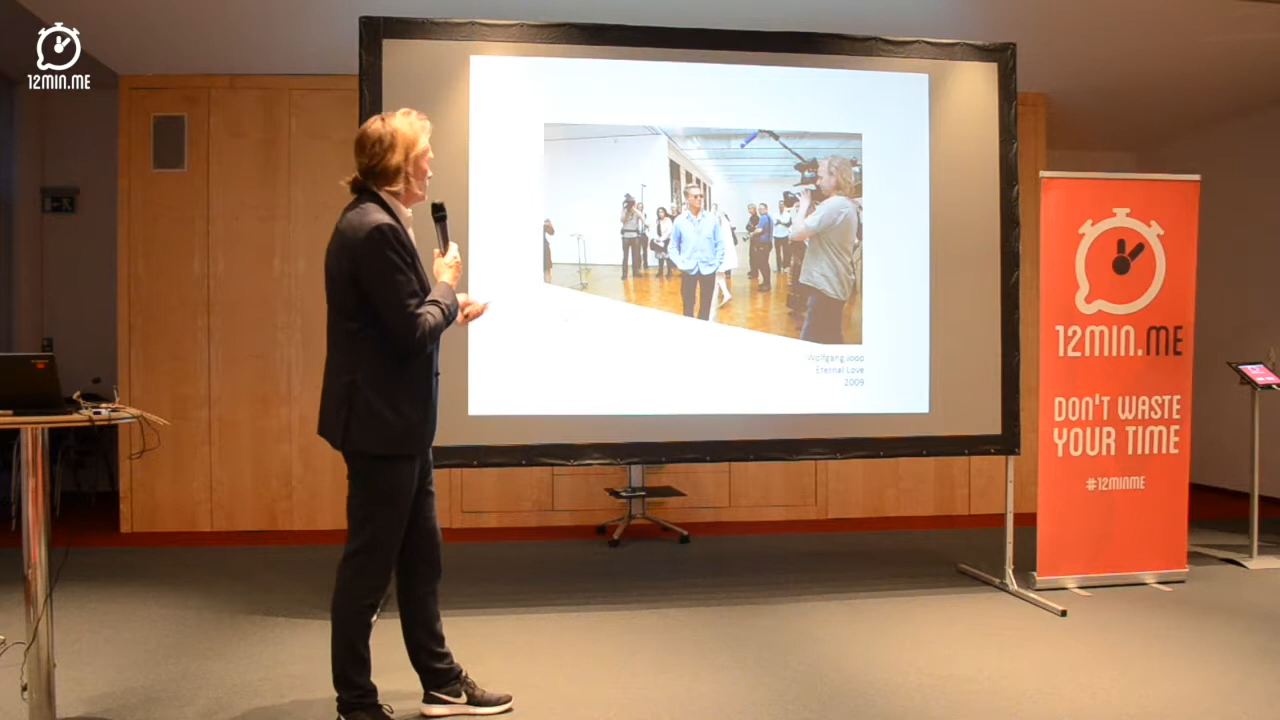 12MIN.ME
Wolfgang Joop
Eternal Love
2009
12MIN.ME
DON'T WASTE
YOUR TIME
#12MINME